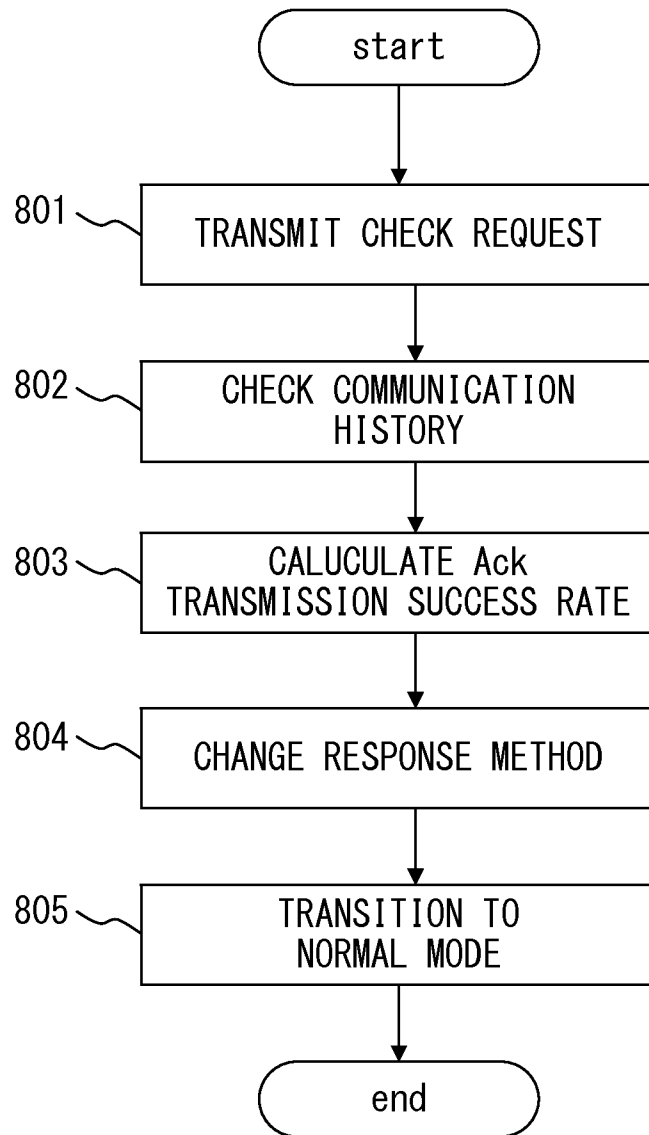 start
801
TRANSMIT CHECK REQUEST
802
CHECK COMMUNICATION
HISTORY
803
CALUCULATE Ack
TRANSMISSION SUCCESS RATE
804
CHANGE RESPONSE METHOD
805
TRANSITION TO
NORMAL MODE
end